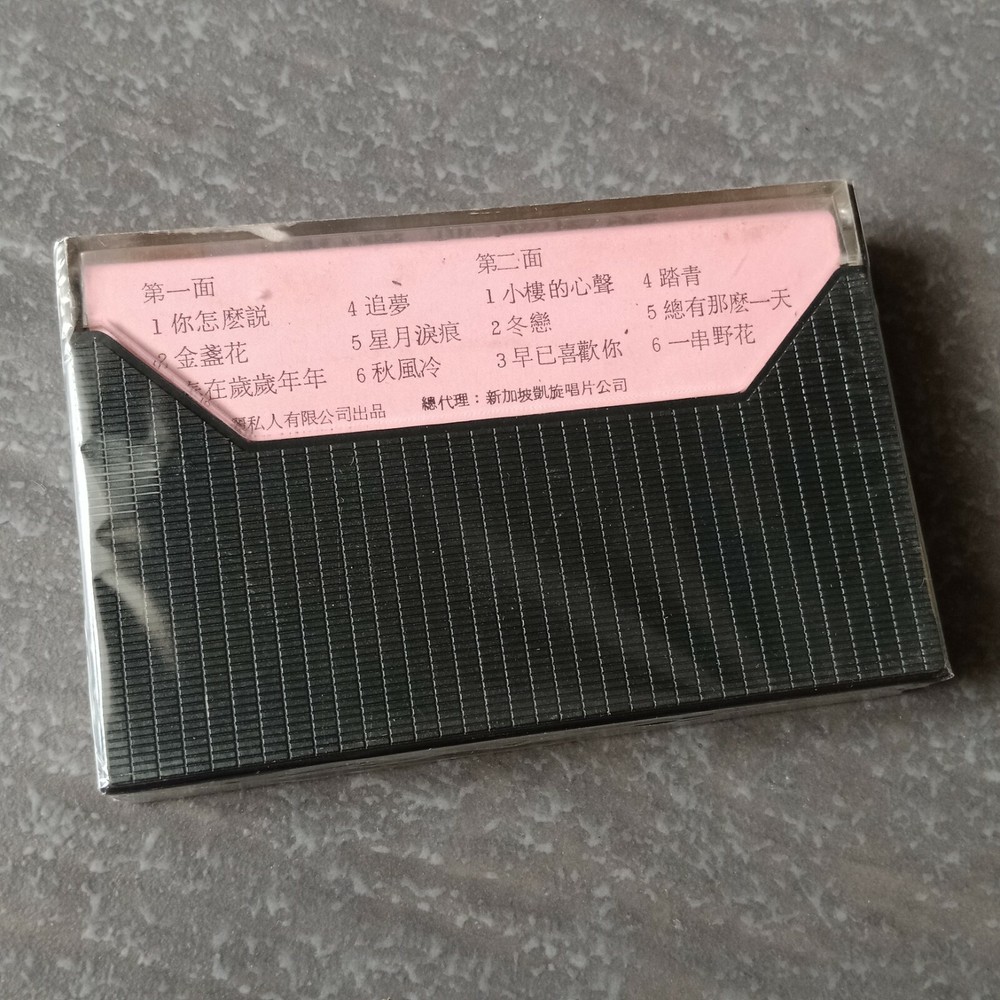 第一面
1 你怎麽説
2 金盞花
在歲歲年年
4 追夢
5 星月淚痕
6 秋風冷
第二面
1 小樓的心聲
2 冬戀
3 早已喜歡你
4 踏青
5 總有那麽一天
6 一串野花
私人有限公司出品
總代理：新加坡凱旋唱片公司